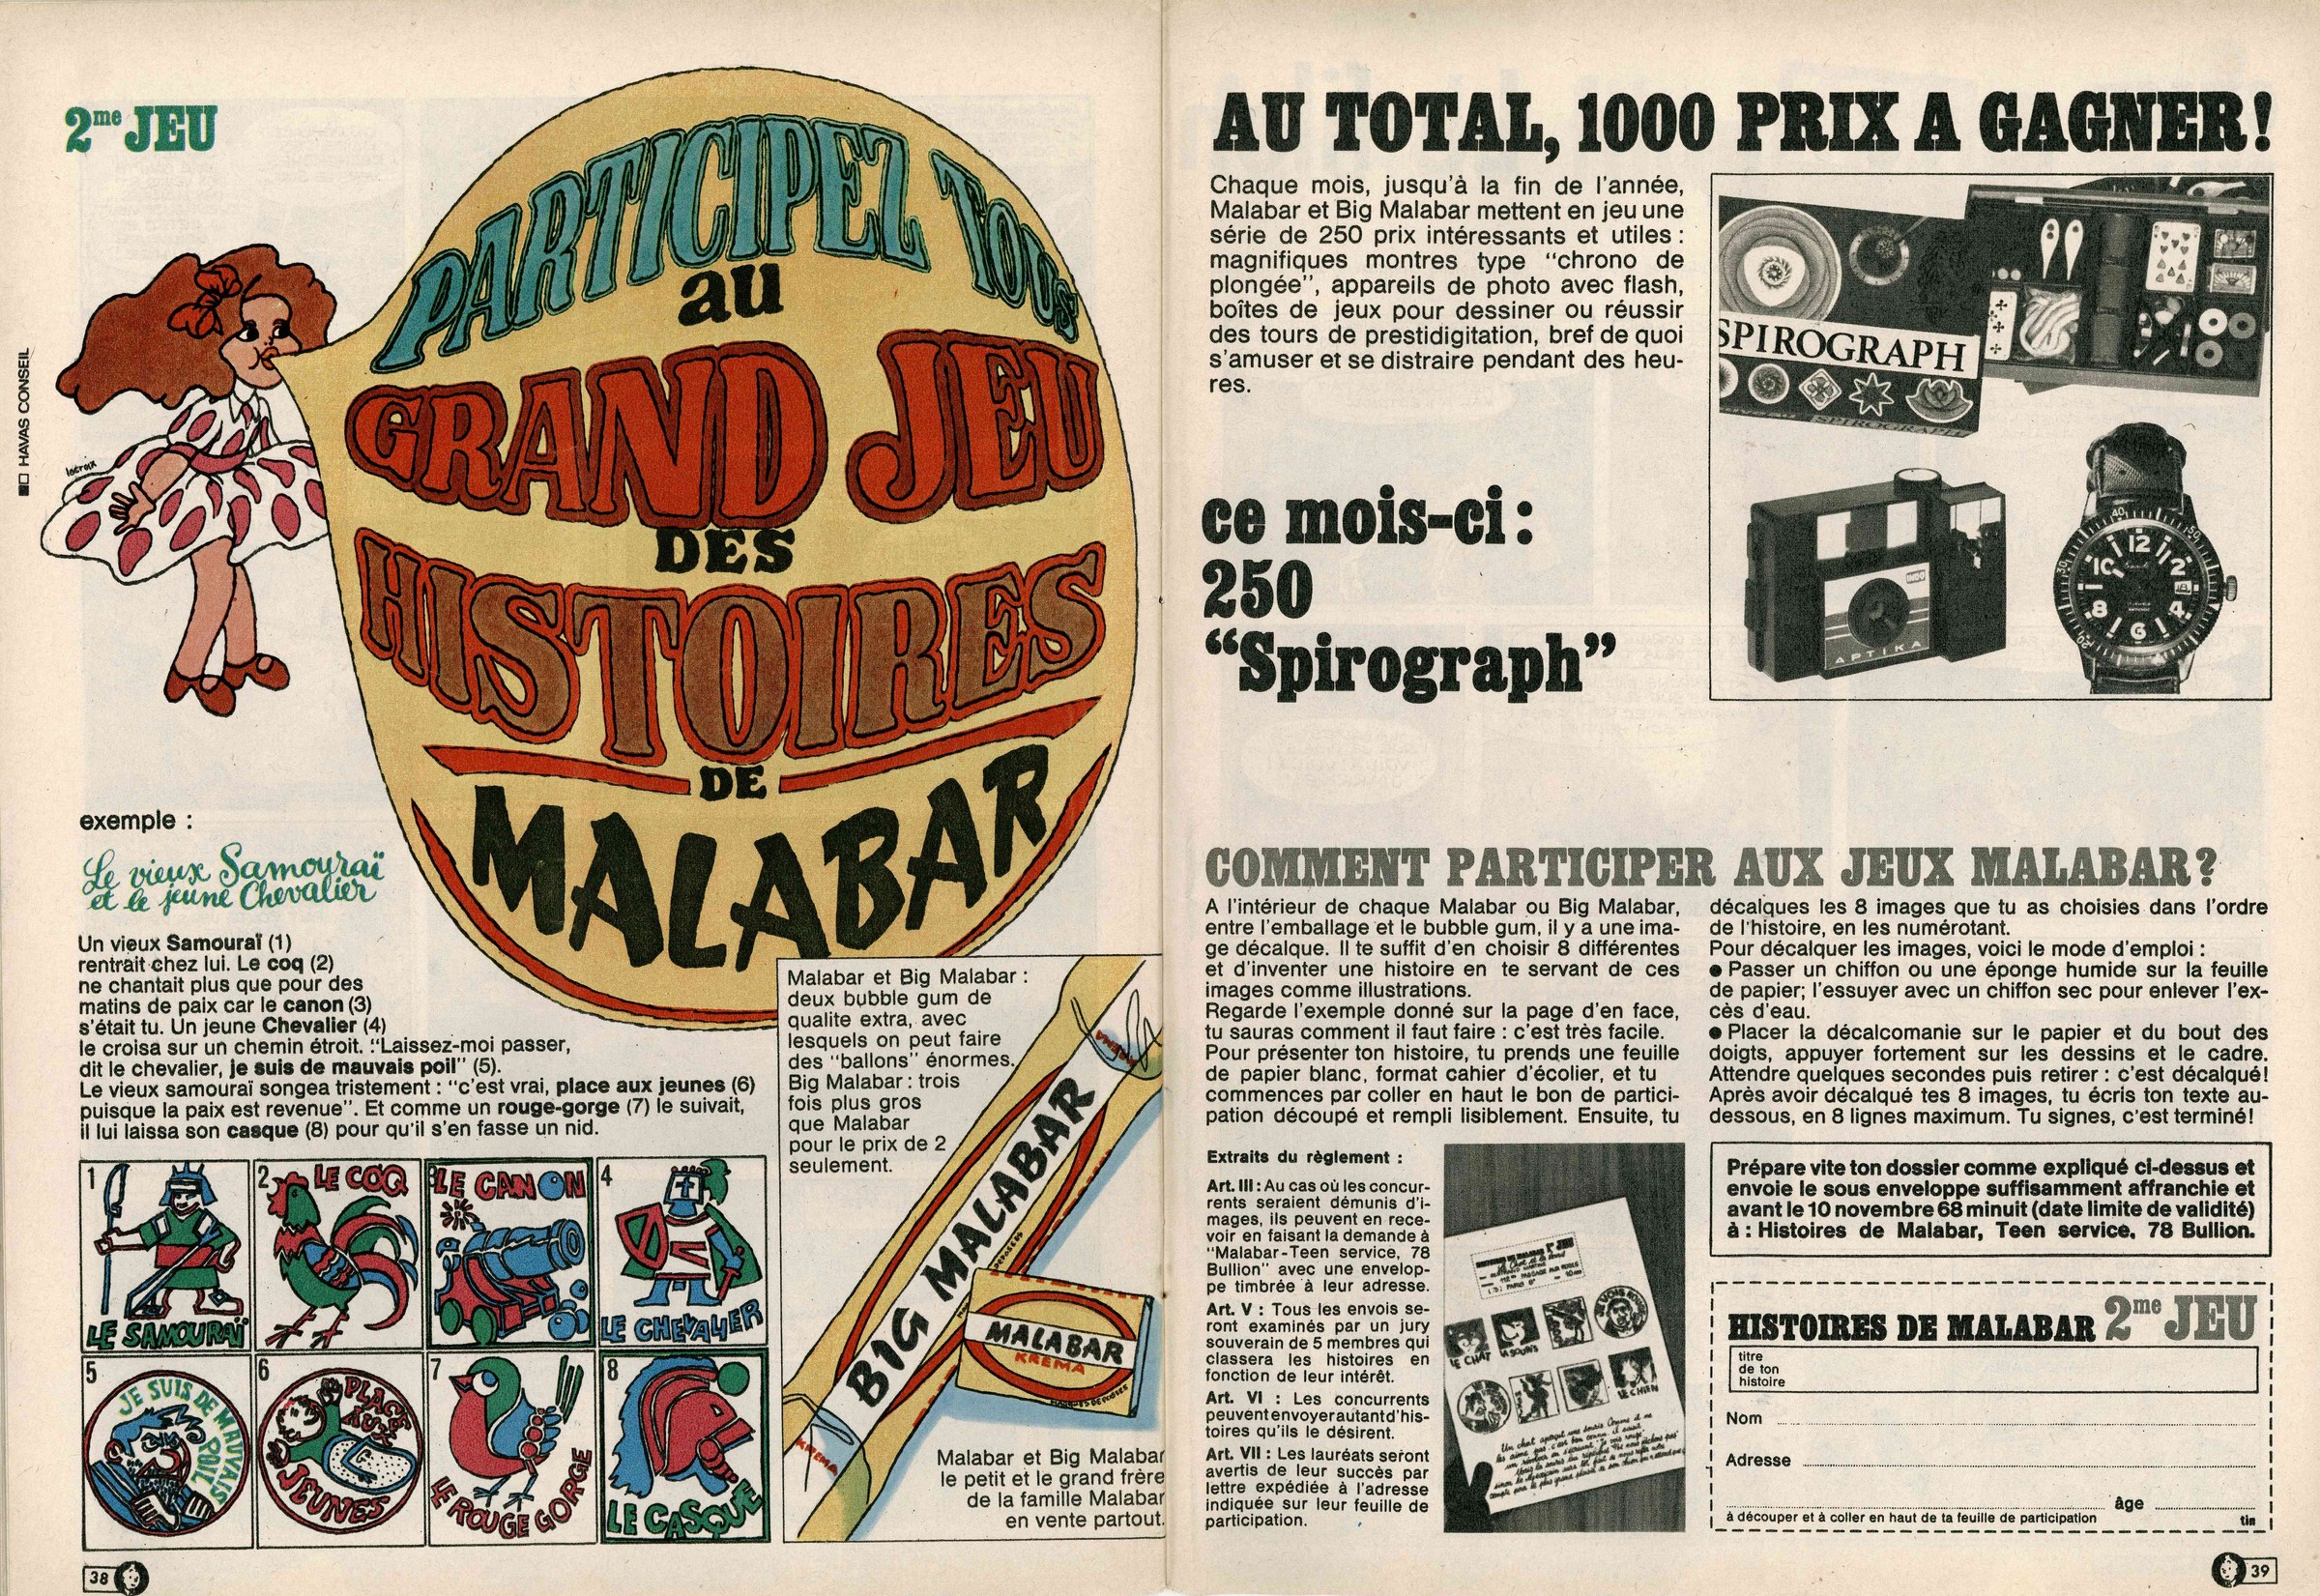 2me JEU
PARTICIPEZ TOUS
au
GRAND JEU
DES
HISTOIRES
DE
MALABAR
HAVAS CONSEIL
lacroix
exemple :
Le vieux Samouraï
et le jeune Chevalier
Un vieux Samouraï (1)
rentrait chez lui. Le coq (2)
ne chantait plus que pour des
matins de paix car le canon (3)
s'était tu. Un jeune Chevalier (4)
le croisa sur un chemin étroit. "Laissez-moi passer,
dit le chevalier, je suis de mauvais poil" (5).
Le vieux samouraï songea tristement : "c'est vrai, place aux jeunes (6)
puisque la paix est revenue". Et comme un rouge-gorge (7) le suivait,
il lui laissa son casque (8) pour qu'il s'en fasse un nid.
1
LE SAMOURAÏ
2
LE COQ
3
LE CANON
4
LE CHEVALIER
5
JE SUIS DE MAUVAIS POIL
6
PLACE AUX JEUNES
7
LE ROUGE GORGE
8
LE CASQUE
Malabar et Big Malabar :
deux bubble gum de
qualite extra, avec
lesquels on peut faire
des "ballons" énormes.
Big Malabar : trois
fois plus gros
que Malabar
pour le prix de 2
seulement.
KREMA
BIG MALABAR
KREMA
MALABAR
KREMA
Malabar et Big Malabar
le petit et le grand frère
de la famille Malabar
en vente partout.
38
AU TOTAL, 1000 PRIX A GAGNER!
Chaque mois, jusqu'à la fin de l'année,
Malabar et Big Malabar mettent en jeu une
série de 250 prix intéressants et utiles :
magnifiques montres type "chrono de
plongée", appareils de photo avec flash,
boîtes de jeux pour dessiner ou réussir
des tours de prestidigitation, bref de quoi
s'amuser et se distraire pendant des heu-
res.
SPIROGRAPH
SPIROGRAPH
APTIKA
12
2
4
6
8
10
ce mois-ci :
250
"Spirograph"
COMMENT PARTICIPER AUX JEUX MALABAR?
A l'intérieur de chaque Malabar ou Big Malabar,
entre l'emballage et le bubble gum, il y a une ima-
ge décalque. Il te suffit d'en choisir 8 différentes
et d'inventer une histoire en te servant de ces
images comme illustrations.
Regarde l'exemple donné sur la page d'en face,
tu sauras comment il faut faire : c'est très facile.
Pour présenter ton histoire, tu prends une feuille
de papier blanc, format cahier d'écolier, et tu
commences par coller en haut le bon de partici-
pation découpé et rempli lisiblement. Ensuite, tu
décalques les 8 images que tu as choisies dans l'ordre
de l'histoire, en les numérotant.
Pour décalquer les images, voici le mode d'emploi :
● Passer un chiffon ou une éponge humide sur la feuille
de papier; l'essuyer avec un chiffon sec pour enlever l'ex-
cès d'eau.
● Placer la décalcomanie sur le papier et du bout des
doigts, appuyer fortement sur les dessins et le cadre.
Attendre quelques secondes puis retirer : c'est décalqué!
Après avoir décalqué tes 8 images, tu écris ton texte au-
dessous, en 8 lignes maximum. Tu signes, c'est terminé!
Extraits du règlement :
Art. III : Au cas où les concur-
rents seraient démunis d'i-
mages, ils peuvent en rece-
voir en faisant la demande à
"Malabar-Teen service, 78
Bullion" avec une envelop-
pe timbrée à leur adresse.
Art. V : Tous les envois se-
ront examinés par un jury
souverain de 5 membres qui
classera les histoires en
fonction de leur intérêt.
Art. VI : Les concurrents
peuvent envoyer autant d'his-
toires qu'ils le désirent.
Art. VII : Les lauréats seront
avertis de leur succès par
lettre expédiée à l'adresse
indiquée sur leur feuille de
participation.
HISTOIRES DE MALABAR 1er JEU
LE CHAT
LA SOURIS
JE VOIS ROUGE
LE CHIEN
Prépare vite ton dossier comme expliqué ci-dessus et
envoie le sous enveloppe suffisamment affranchie et
avant le 10 novembre 68 minuit (date limite de validité)
à : Histoires de Malabar, Teen service, 78 Bullion.
HISTOIRES DE MALABAR 2me JEU
titre
de ton
histoire
Nom
Adresse
âge
à découper et à coller en haut de ta feuille de participation
tin
39